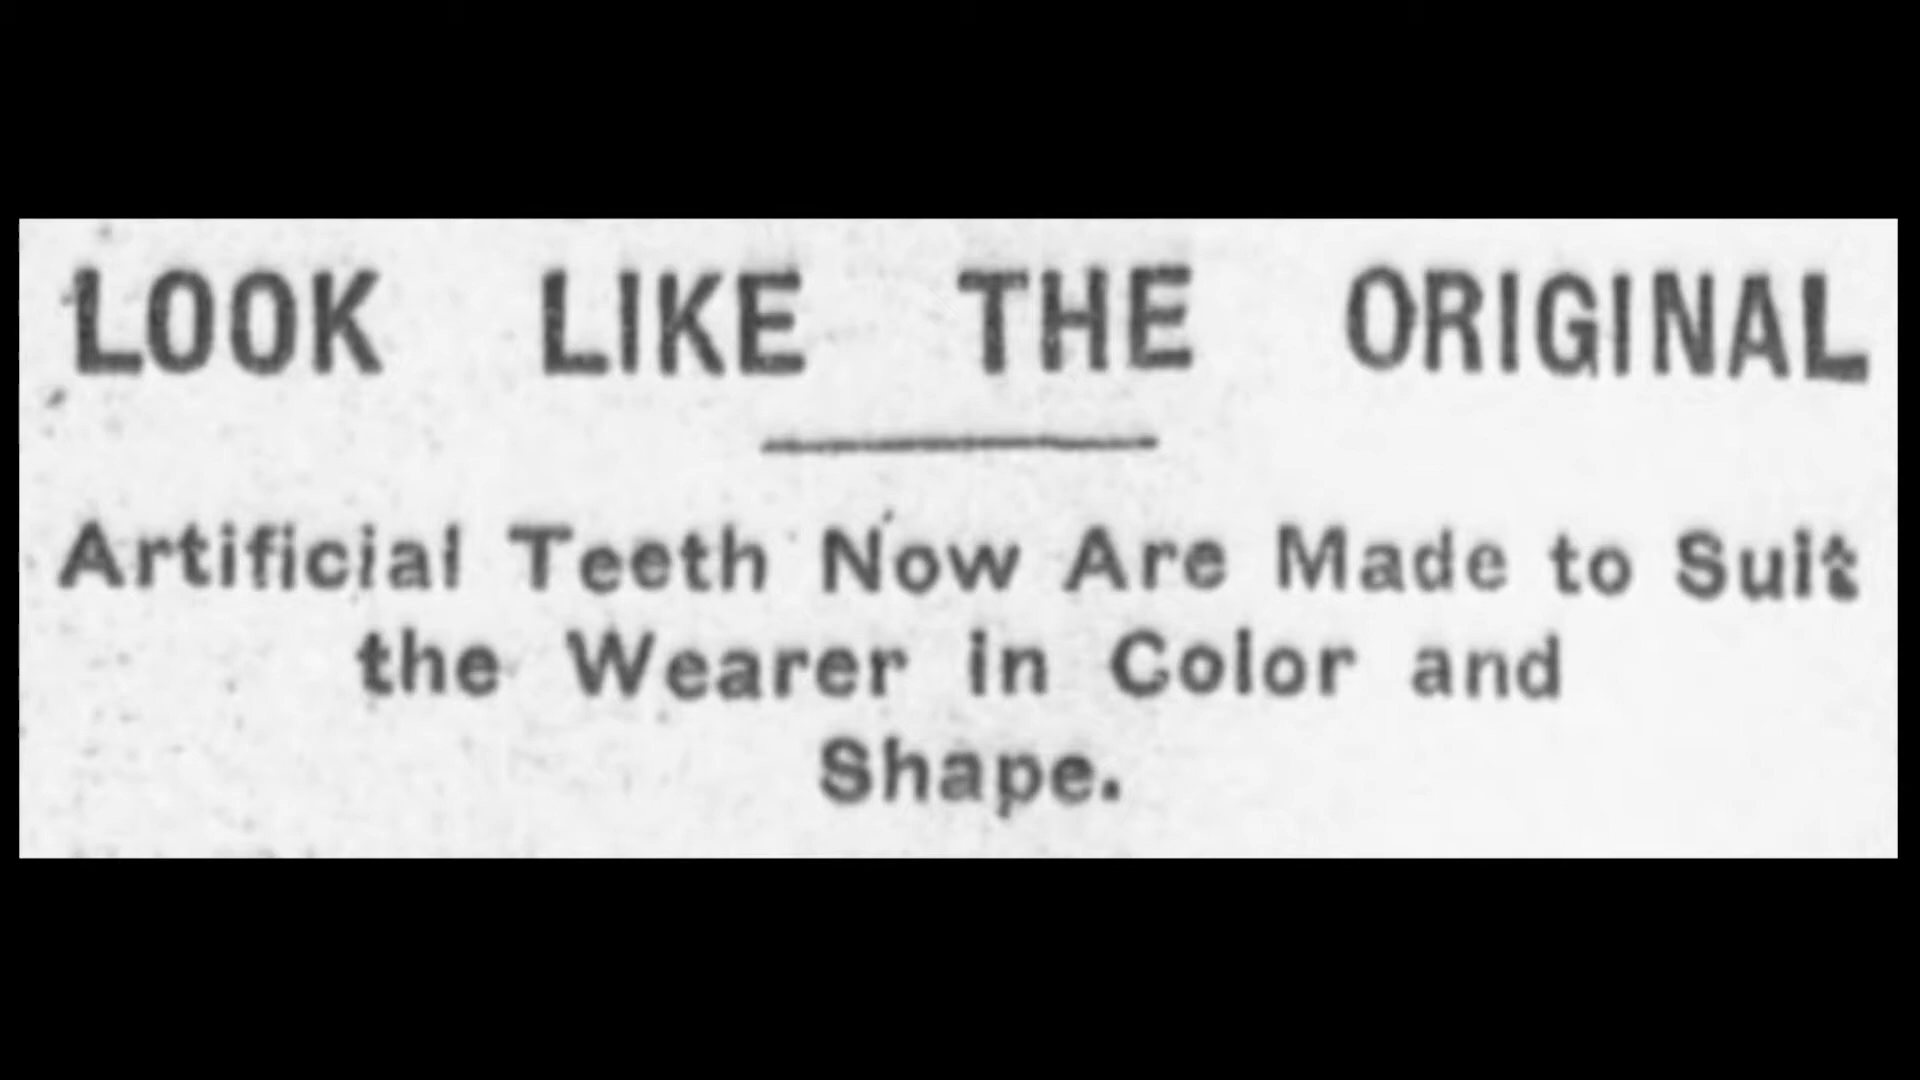 LOOK LIKE THE ORIGINAL
Artificial Teeth Now Are Made to Suit
the Wearer in Color and
Shape.